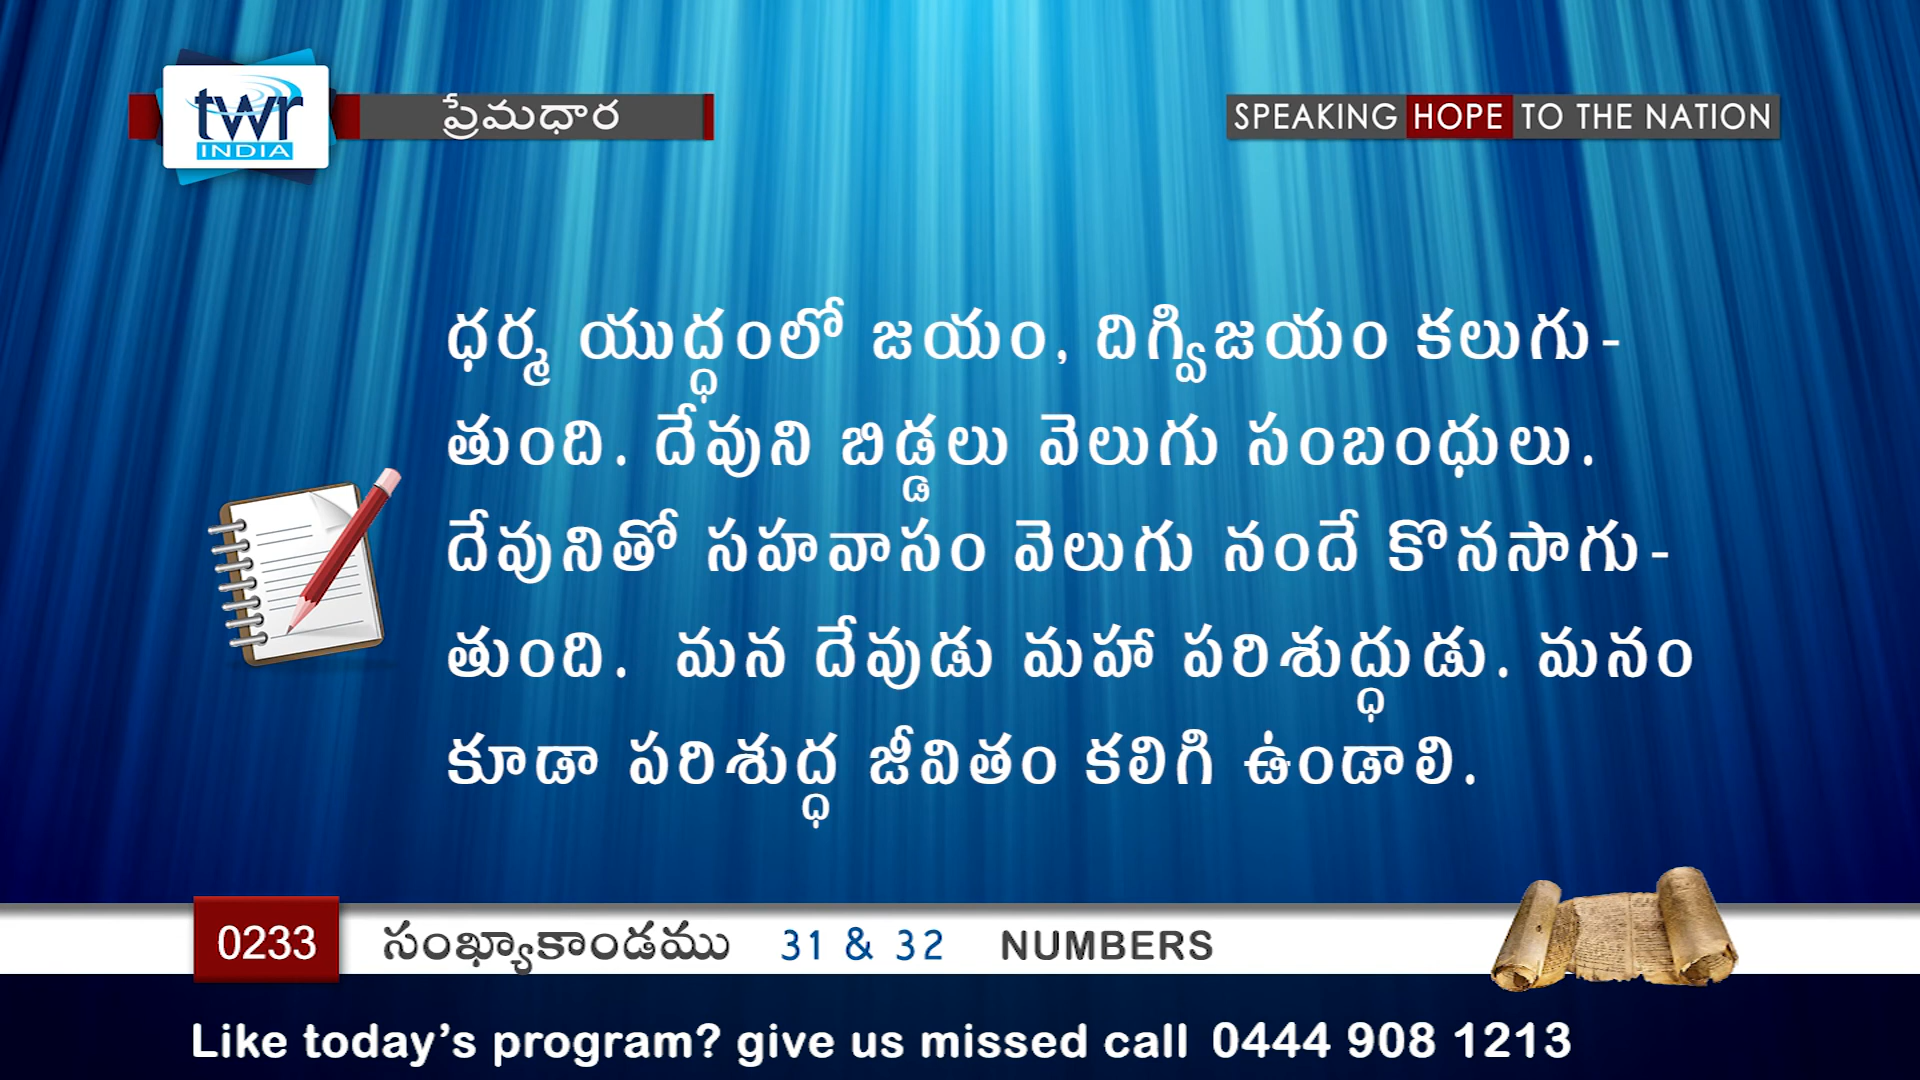 twr
INDIA
ప్రేమధార
SPEAKING HOPE TO THE NATION
ధర్మ యుద్ధంలో జయం, దిగ్విజయం కలుగు-
తుంది. దేవుని బిడ్డలు వెలుగు సంబంధులు.
దేవునితో సహవాసం వెలుగు నందే కొనసాగు-
తుంది. మన దేవుడు మహా పరిశుద్ధుడు. మనం
కూడా పరిశుద్ధ జీవితం కలిగి ఉండాలి.
0233 సంఖ్యాకాండము 31 & 32 NUMBERS
Like today's program? give us missed call 0444 908 1213